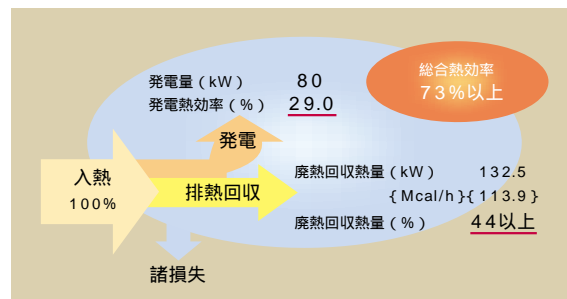 発電量(kW) 80
発電熱効率(%) 29.0
総合熱効率
73%以上
発電
入熱
100%
排熱回収
廃熱回収熱量(kW) 132.5
{Mcal/h}{113.9}
廃熱回収熱量(%) 44以上
諸損失